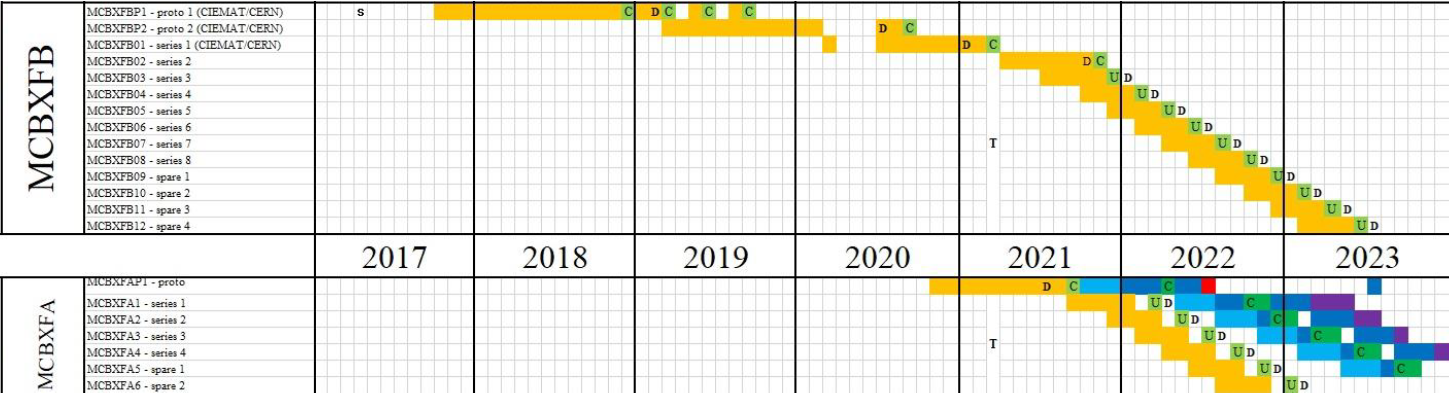 MCBXFB
MCBXFBP1 - proto 1 (CIEMAT/CERN) S C D C C C
MCBXFBP2 - proto 2 (CIEMAT/CERN) D C
MCBXFB01 - series 1 (CIEMAT/CERN) D C
MCBXFB02 - series 2 D C
MCBXFB03 - series 3 U D
MCBXFB04 - series 4 U D
MCBXFB05 - series 5 U D
MCBXFB06 - series 6 U D
MCBXFB07 - series 7 T U D
MCBXFB08 - series 8 U D
MCBXFB09 - spare 1 U D
MCBXFB10 - spare 2 U D
MCBXFB11 - spare 3 U D
MCBXFB12 - spare 4 U D
2017 2018 2019 2020 2021 2022 2023
MCBXFA
MCBXFAP1 - proto D C C
MCBXFA1 - series 1 U D C
MCBXFA2 - series 2 U D C
MCBXFA3 - series 3 U D C
T
MCBXFA4 - series 4 U D C
MCBXFA5 - spare 1 U D C
MCBXFA6 - spare 2 U D